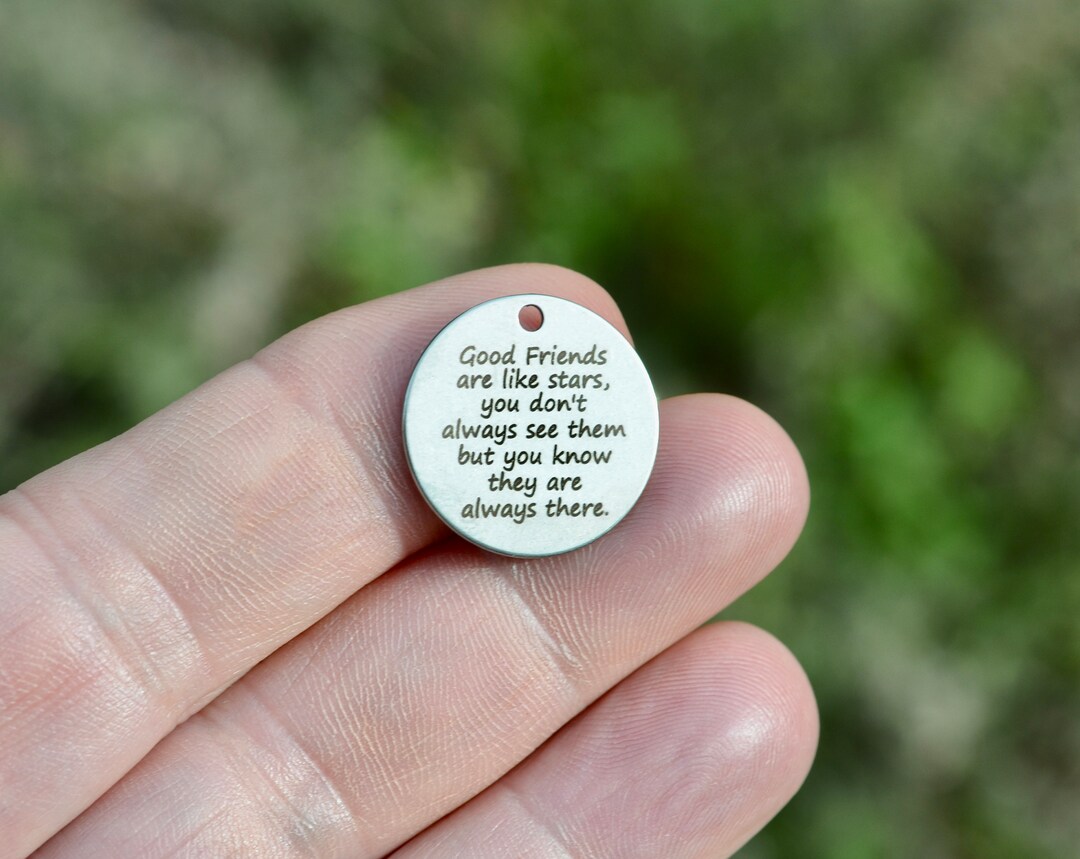 Good Friends
are like stars,
you don't
always see them
but you know
they are
always there.